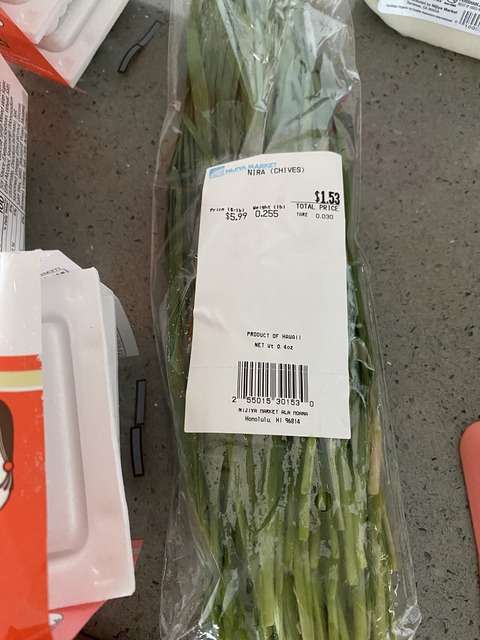 NIJIYA MARKET
NIRA (CHIVES)
$1.53
Price ($/lb) Weight (lb) TOTAL PRICE
$5.99 0.255 TARE 0.030
PRODUCT OF HAWAII
NET Wt 0.4oz
2 55015 30153 0
NIJIYA MARKET ALA MOANA
Honolulu, HI 96814